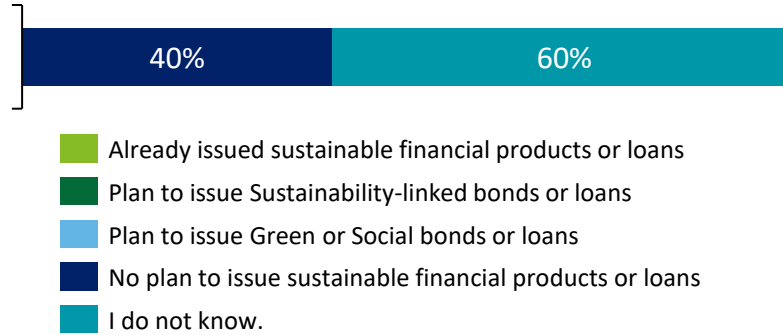 40% 60%
Already issued sustainable financial products or loans
Plan to issue Sustainability-linked bonds or loans
Plan to issue Green or Social bonds or loans
No plan to issue sustainable financial products or loans
I do not know.